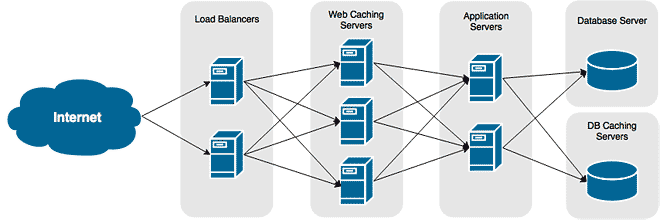 Load Balancers
Web Caching
Servers
Application
Servers
Database Server
Internet
DB Caching
Servers